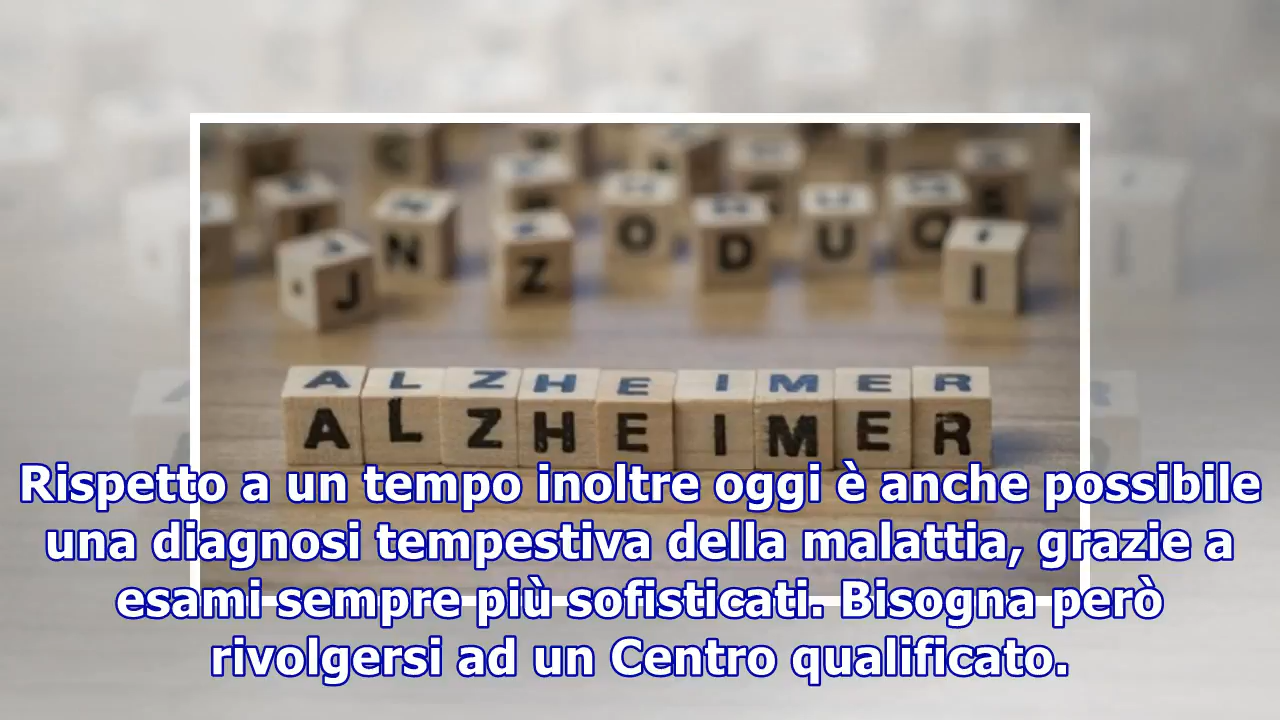 J N Z O D U I
ALZHEIMER
ALZHEIMER
Rispetto a un tempo inoltre oggi è anche possibile
una diagnosi tempestiva della malattia, grazie a
esami sempre più sofisticati. Bisogna però
rivolgersi ad un Centro qualificato.